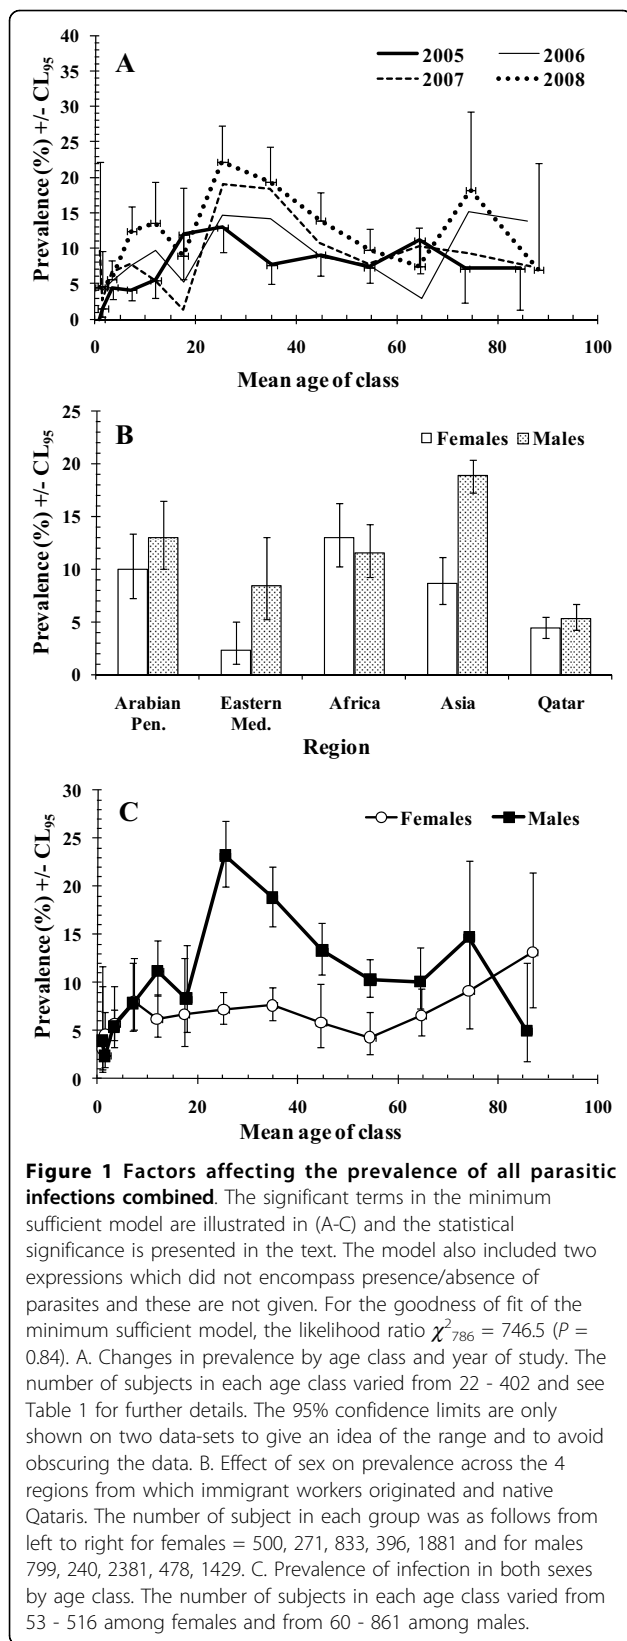 40
35
30
25
20
15
10
5
0
Prevalence (%) +/- CL95
A
2005 2006
2007 2008
0 20 40 60 80 100
Mean age of class
25
20
15
10
5
0
Prevalence (%) +/- CL95
B
Females Males
Arabian Eastern Africa Asia Qatar
Pen. Med.
Region
30
25
20
15
10
5
0
Prevalence (%) +/- CL95
C
Females Males
0 20 40 60 80 100
Mean age of class
Figure 1 Factors affecting the prevalence of all parasitic
infections combined. The significant terms in the minimum
sufficient model are illustrated in (A-C) and the statistical
significance is presented in the text. The model also included two
expressions which did not encompass presence/absence of
parasites and these are not given. For the goodness of fit of the
minimum sufficient model, the likelihood ratio χ²786 = 746.5 (P =
0.84). A. Changes in prevalence by age class and year of study. The
number of subjects in each age class varied from 22 - 402 and see
Table 1 for further details. The 95% confidence limits are only
shown on two data-sets to give an idea of the range and to avoid
obscuring the data. B. Effect of sex on prevalence across the 4
regions from which immigrant workers originated and native
Qataris. The number of subject in each group was as follows from
left to right for females = 500, 271, 833, 396, 1881 and for males
799, 240, 2381, 478, 1429. C. Prevalence of infection in both sexes
by age class. The number of subjects in each age class varied from
53 - 516 among females and from 60 - 861 among males.